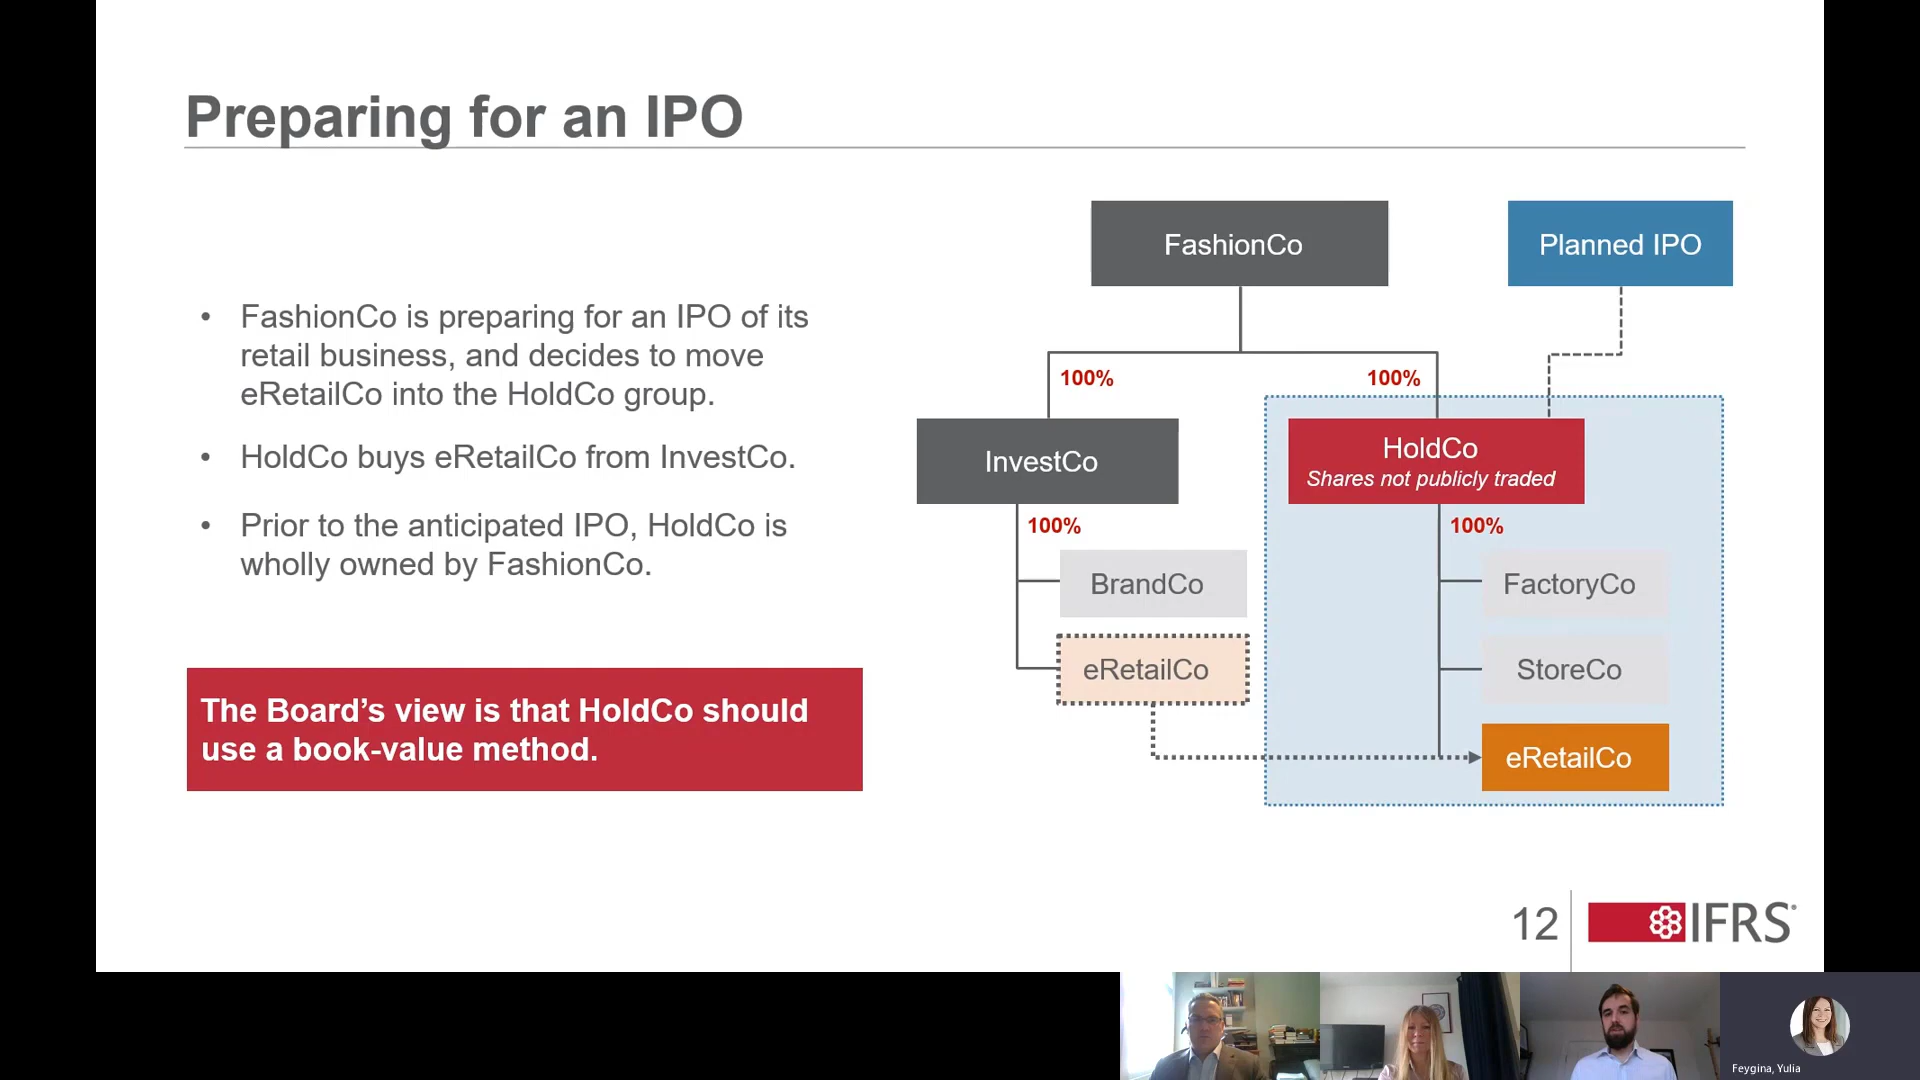 Preparing for an IPO
• FashionCo is preparing for an IPO of its
retail business, and decides to move
eRetailCo into the HoldCo group.
• HoldCo buys eRetailCo from InvestCo.
• Prior to the anticipated IPO, HoldCo is
wholly owned by FashionCo.
The Board’s view is that HoldCo should
use a book-value method.
FashionCo
Planned IPO
100%
100%
InvestCo
HoldCo
Shares not publicly traded
100%
100%
BrandCo
FactoryCo
eRetailCo
StoreCo
eRetailCo
12
IFRS®
Feygina, Yulia